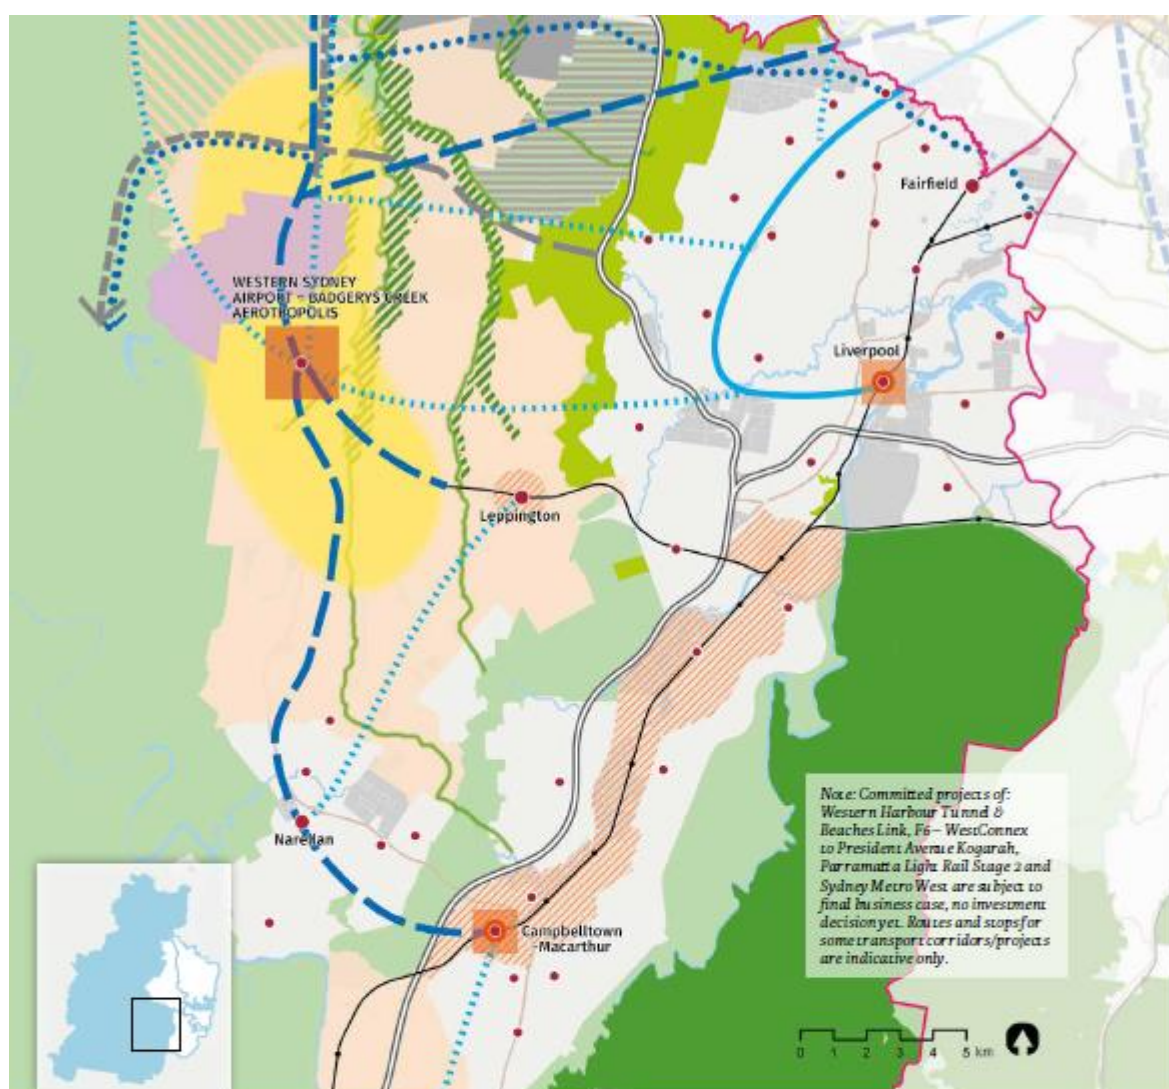 Fairfield
WESTERN SYDNEY
AIRPORT – BADGERYS CREEK
AEROTROPOLIS
Liverpool
Leppington
Narellan
Campbelltown
-Macarthur
Note: Committed projects of:
Western Harbour Tunnel &
Beaches Link, F6 – WestConnex
to President Avenue Kogarah,
Parramatta Light Rail Stage 2 and
Sydney Metro West are subject to
final business case, no investment
decision yet. Routes and stops for
some transport corridors/projects
are indicative only.
0 1 2 3 4 5 km